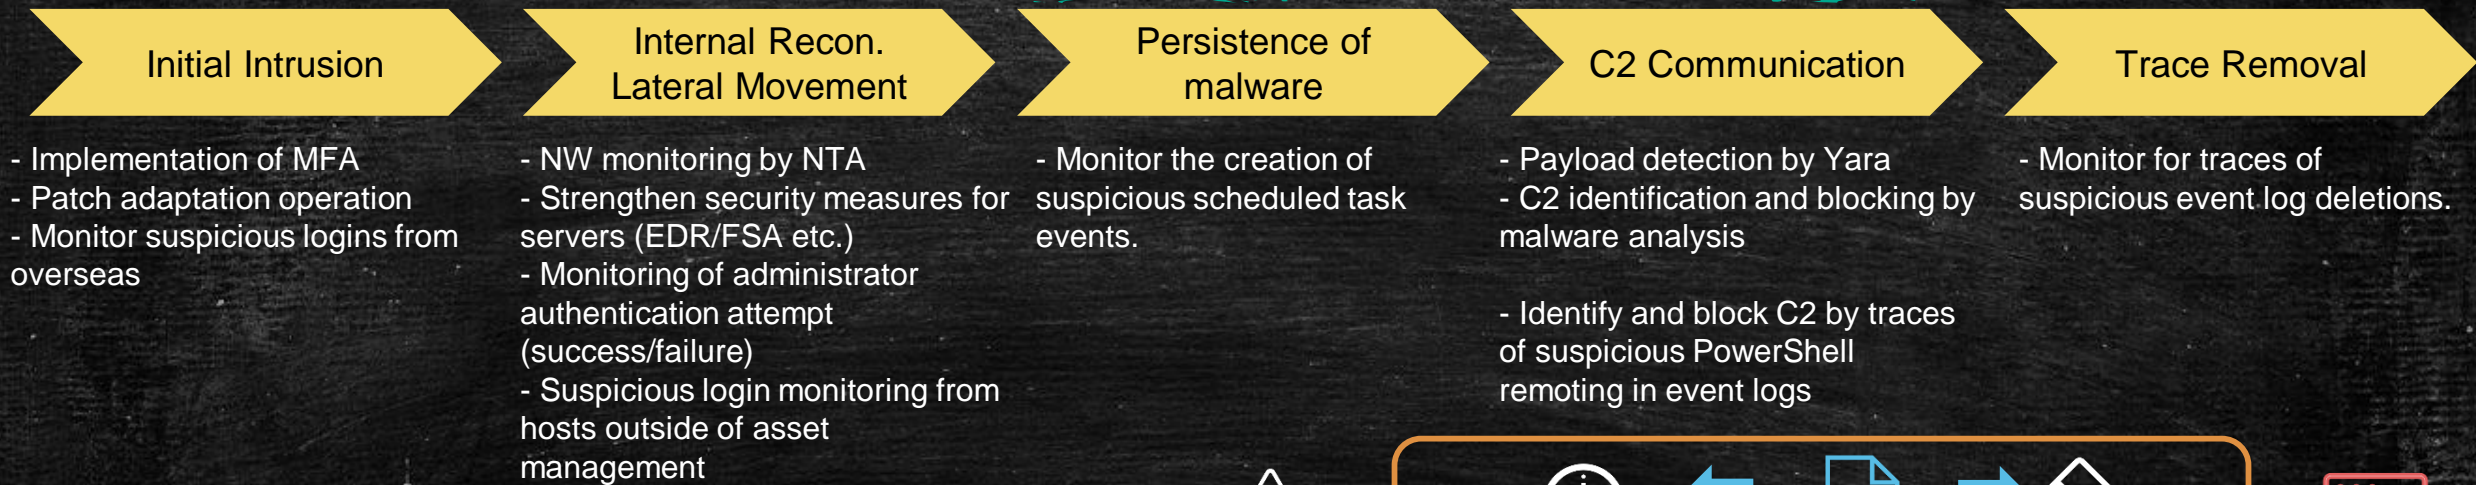 Initial Intrusion
Internal Recon.
Lateral Movement
Persistence of
malware
C2 Communication
Trace Removal
- Implementation of MFA
- Patch adaptation operation
- Monitor suspicious logins from
overseas
- NW monitoring by NTA
- Strengthen security measures for
servers (EDR/FSA etc.)
- Monitoring of administrator
authentication attempt
(success/failure)
- Suspicious login monitoring from
hosts outside of asset
management
- Monitor the creation of
suspicious scheduled task
events.
- Payload detection by Yara
- C2 identification and blocking by
malware analysis
- Identify and block C2 by traces
of suspicious PowerShell
remoting in event logs
- Monitor for traces of
suspicious event log deletions.